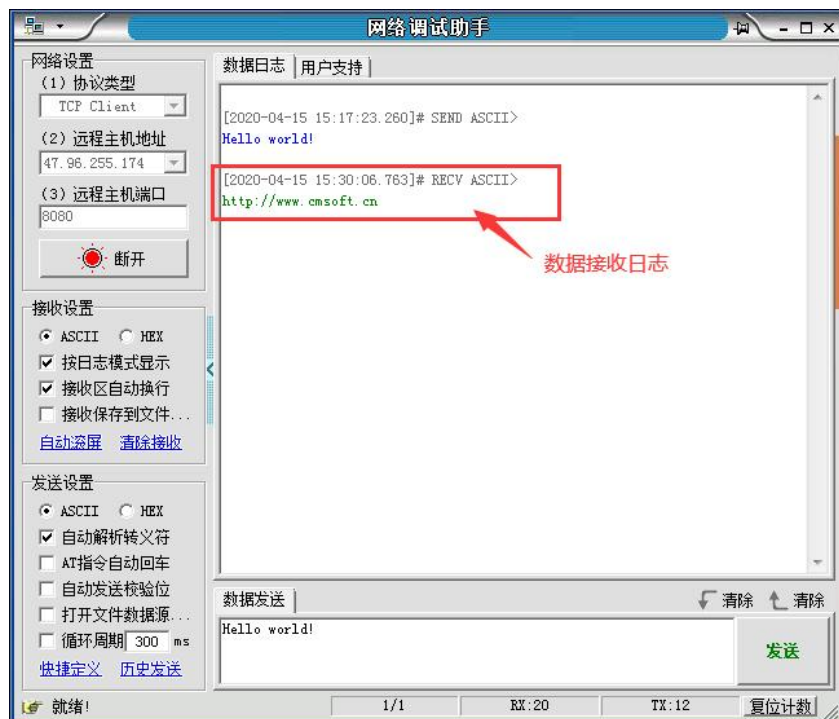 网络调试助手
网络设置
(1) 协议类型
TCP Client
(2) 远程主机地址
47.96.255.174
(3) 远程主机端口
8080
断开
接收设置
ASCII HEX
按日志模式显示
接收区自动换行
接收保存到文件...
自动滚屏 清除接收
发送设置
ASCII HEX
自动解析转义符
AT指令自动回车
自动发送校验位
打开文件数据源...
循环周期 300 ms
快捷定义 历史发送
数据日志 用户支持
[2020-04-15 15:17:23.260]# SEND ASCII>
Hello world!
[2020-04-15 15:30:06.763]# RECV ASCII>
http://www.cmsoft.cn
数据接收日志
数据发送 清除 清除
Hello world!
发送
就绪! 1/1 RX:20 TX:12 复位计数